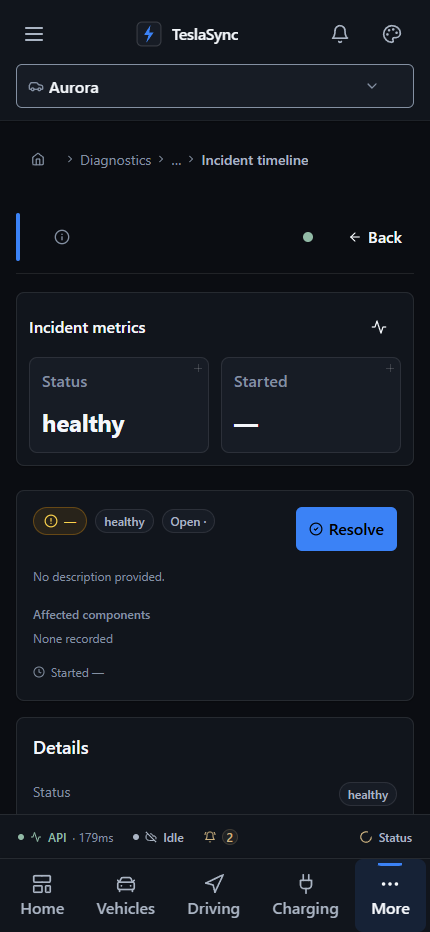 TeslaSync
Aurora
Diagnostics ... Incident timeline
Back
Incident metrics
Status
Started
healthy
—
— healthy Open · Resolve
No description provided.
Affected components
None recorded
Started —
Details
Status healthy
API · 179ms Idle 2 Status
Home Vehicles Driving Charging More